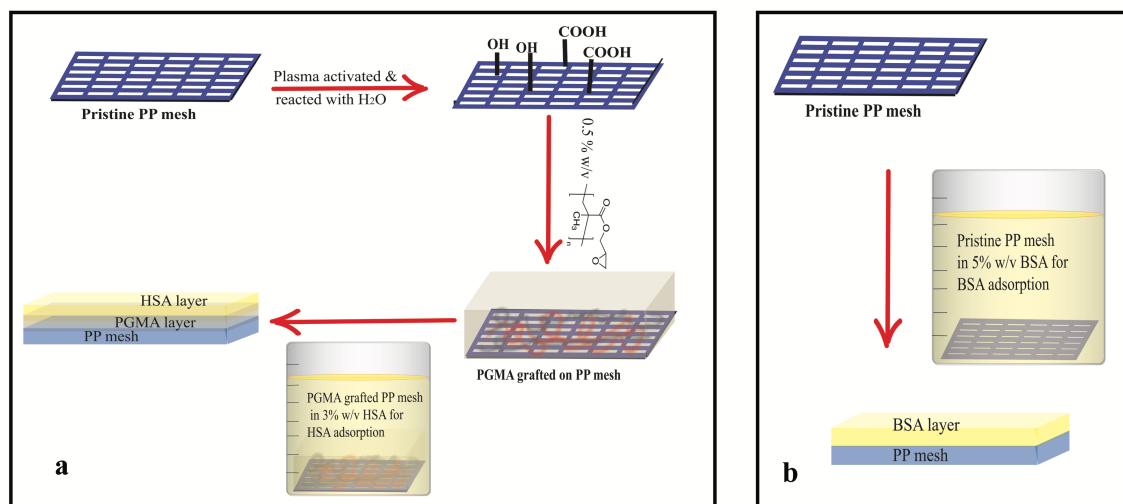 Pristine PP mesh
Plasma activated &
reacted with H2O
OH
OH
COOH
COOH
0.5 % w/v
CH3
n
O
O
O
PGMA grafted on PP mesh
HSA layer
PGMA layer
PP mesh
PGMA grafted PP mesh
in 3% w/v HSA for
HSA adsorption
a
Pristine PP mesh
Pristine PP mesh
in 5% w/v BSA for
BSA adsorption
BSA layer
PP mesh
b